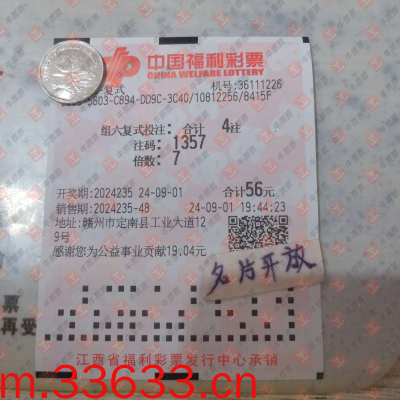 中国福利彩票
CHINA WELFARE LOTTERY
复式
机号:36111226
5803-C894-DD9C-3C40/10812256/8415F
组六复式投注: 合计 4注
注码: 1357
倍数: 7
开奖期:2024235 24-09-01 合计56元
销售期:2024235-48 24-09-01 19:44:23
地址:赣州市定南县工业大道12
9号
感谢您为公益事业贡献19.04元
名片开放
票
再受
江西省福利彩票发行中心承销
m.33633.cn